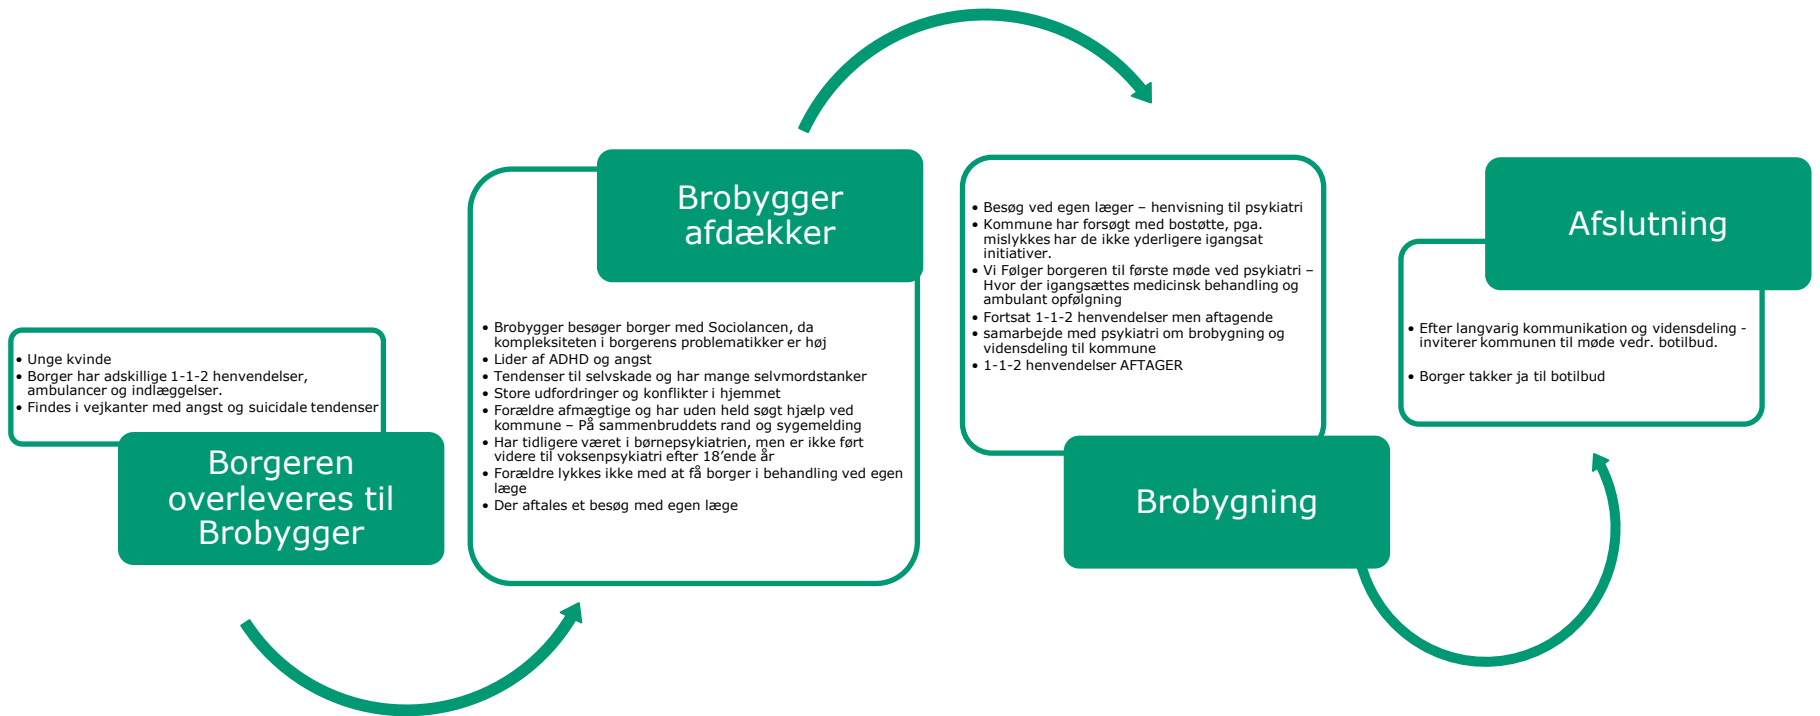 • Unge kvinde
• Borger har adskillige 1-1-2 henvendelser,
ambulancer og indlæggelser.
• Findes i vejkanter med angst og suicidale tendenser
Borgeren
overleveres til
Brobygger
Brobygger
afdækker
• Brobygger besøger borger med Sociolancen, da
kompleksiteten i borgerens problematikker er høj
• Lider af ADHD og angst
• Tendenser til selvskade og har mange selvmordstanker
• Store udfordringer og konflikter i hjemmet
• Forældre afmægtige og har uden held søgt hjælp ved
kommune – På sammenbruddets rand og sygemelding
• Har tidligere været i børnepsykiatrien, men er ikke ført
videre til voksenpsykiatri efter 18’ende år
• Forældre lykkes ikke med at få borger i behandling ved egen
læge
• Der aftales et besøg med egen læge
• Besøg ved egen læger – henvisning til psykiatri
• Kommune har forsøgt med bostøtte, pga.
mislykkes har de ikke yderligere igangsat
initiativer.
• Vi Følger borgeren til første møde ved psykiatri –
Hvor der igangsættes medicinsk behandling og
ambulant opfølgning
• Fortsat 1-1-2 henvendelser men aftagende
• samarbejde med psykiatri om brobygning og
vidensdeling til kommune
• 1-1-2 henvendelser AFTAGER
Brobygning
Afslutning
• Efter langvarig kommunikation og vidensdeling -
inviterer kommunen til møde vedr. botilbud.
• Borger takker ja til botilbud